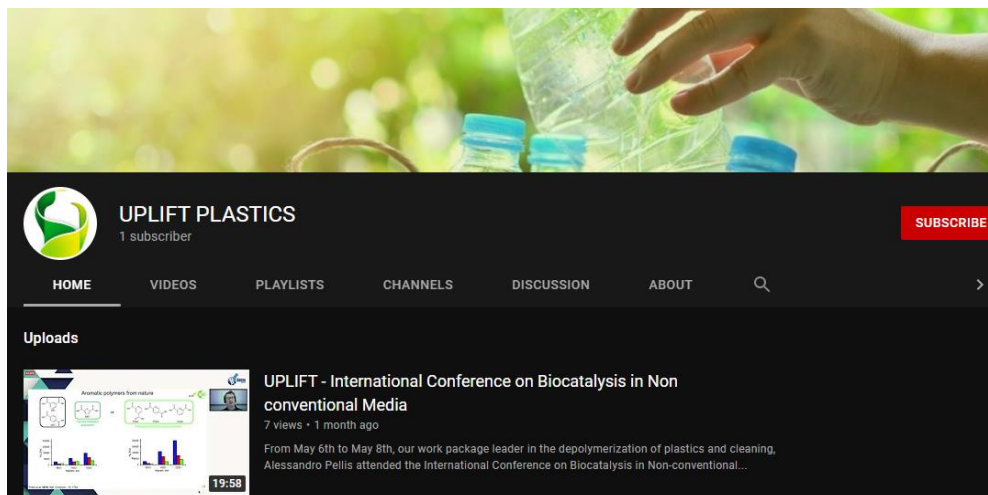 UPLIFT PLASTICS
1 subscriber
SUBSCRIBE
HOME VIDEOS PLAYLISTS CHANNELS DISCUSSION ABOUT
Uploads
Aromatic polymers from nature
19:58
UPLIFT - International Conference on Biocatalysis in Non
conventional Media
7 views • 1 month ago
From May 6th to May 8th, our work package leader in the depolymerization of plastics and cleaning,
Alessandro Pellis attended the International Conference on Biocatalysis in Non-conventional...